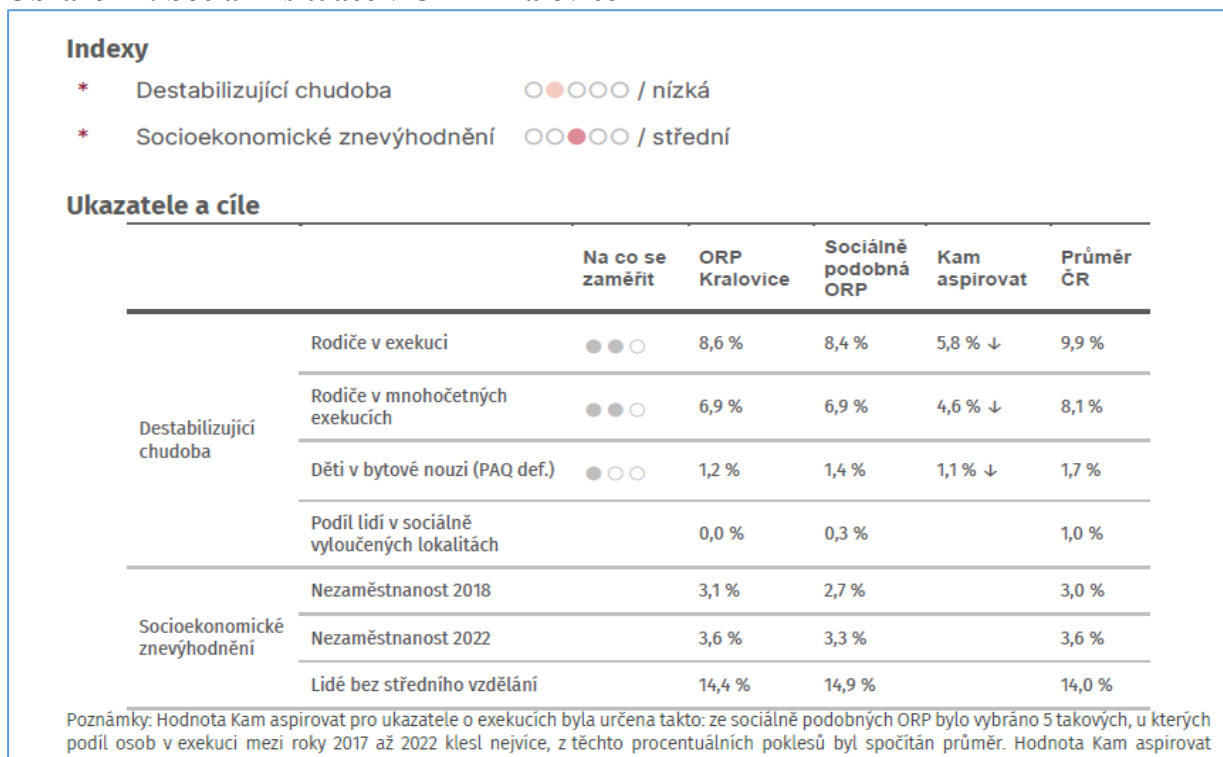 Indexy
* Destabilizující chudoba / nízká
* Socioekonomické znevýhodnění / střední
Ukazatele a cíle
Na co se zaměřit ORP Kralovice Sociálně podobná ORP Kam aspirovat Průměr ČR
Destabilizující chudoba
Rodiče v exekuci 8,6 % 8,4 % 5,8 % ↓ 9,9 %
Rodiče v mnohočetných exekucích 6,9 % 6,9 % 4,6 % ↓ 8,1 %
Děti v bytové nouzi (PAQ def.) 1,2 % 1,4 % 1,1 % ↓ 1,7 %
Podíl lidí v sociálně vyloučených lokalitách 0,0 % 0,3 % 1,0 %
Socioekonomické znevýhodnění
Nezaměstnanost 2018 3,1 % 2,7 % 3,0 %
Nezaměstnanost 2022 3,6 % 3,3 % 3,6 %
Lidé bez středního vzdělání 14,4 % 14,9 % 14,0 %
Poznámky: Hodnota Kam aspirovat pro ukazatele o exekucích byla určena takto: ze sociálně podobných ORP bylo vybráno 5 takových, u kterých
podíl osob v exekuci mezi roky 2017 až 2022 klesl nejvíce, z těchto procentuálních poklesů byl spočítán průměr. Hodnota Kam aspirovat